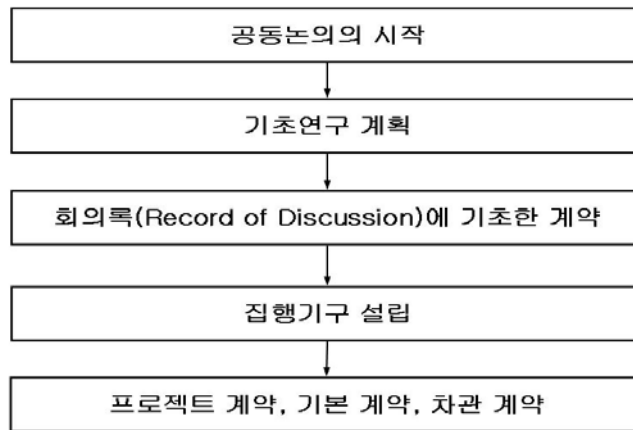 공동논의의 시작
기초연구 계획
회의록(Record of Discussion)에 기초한 계약
집행기구 설립
프로젝트 계약, 기본 계약, 차관 계약